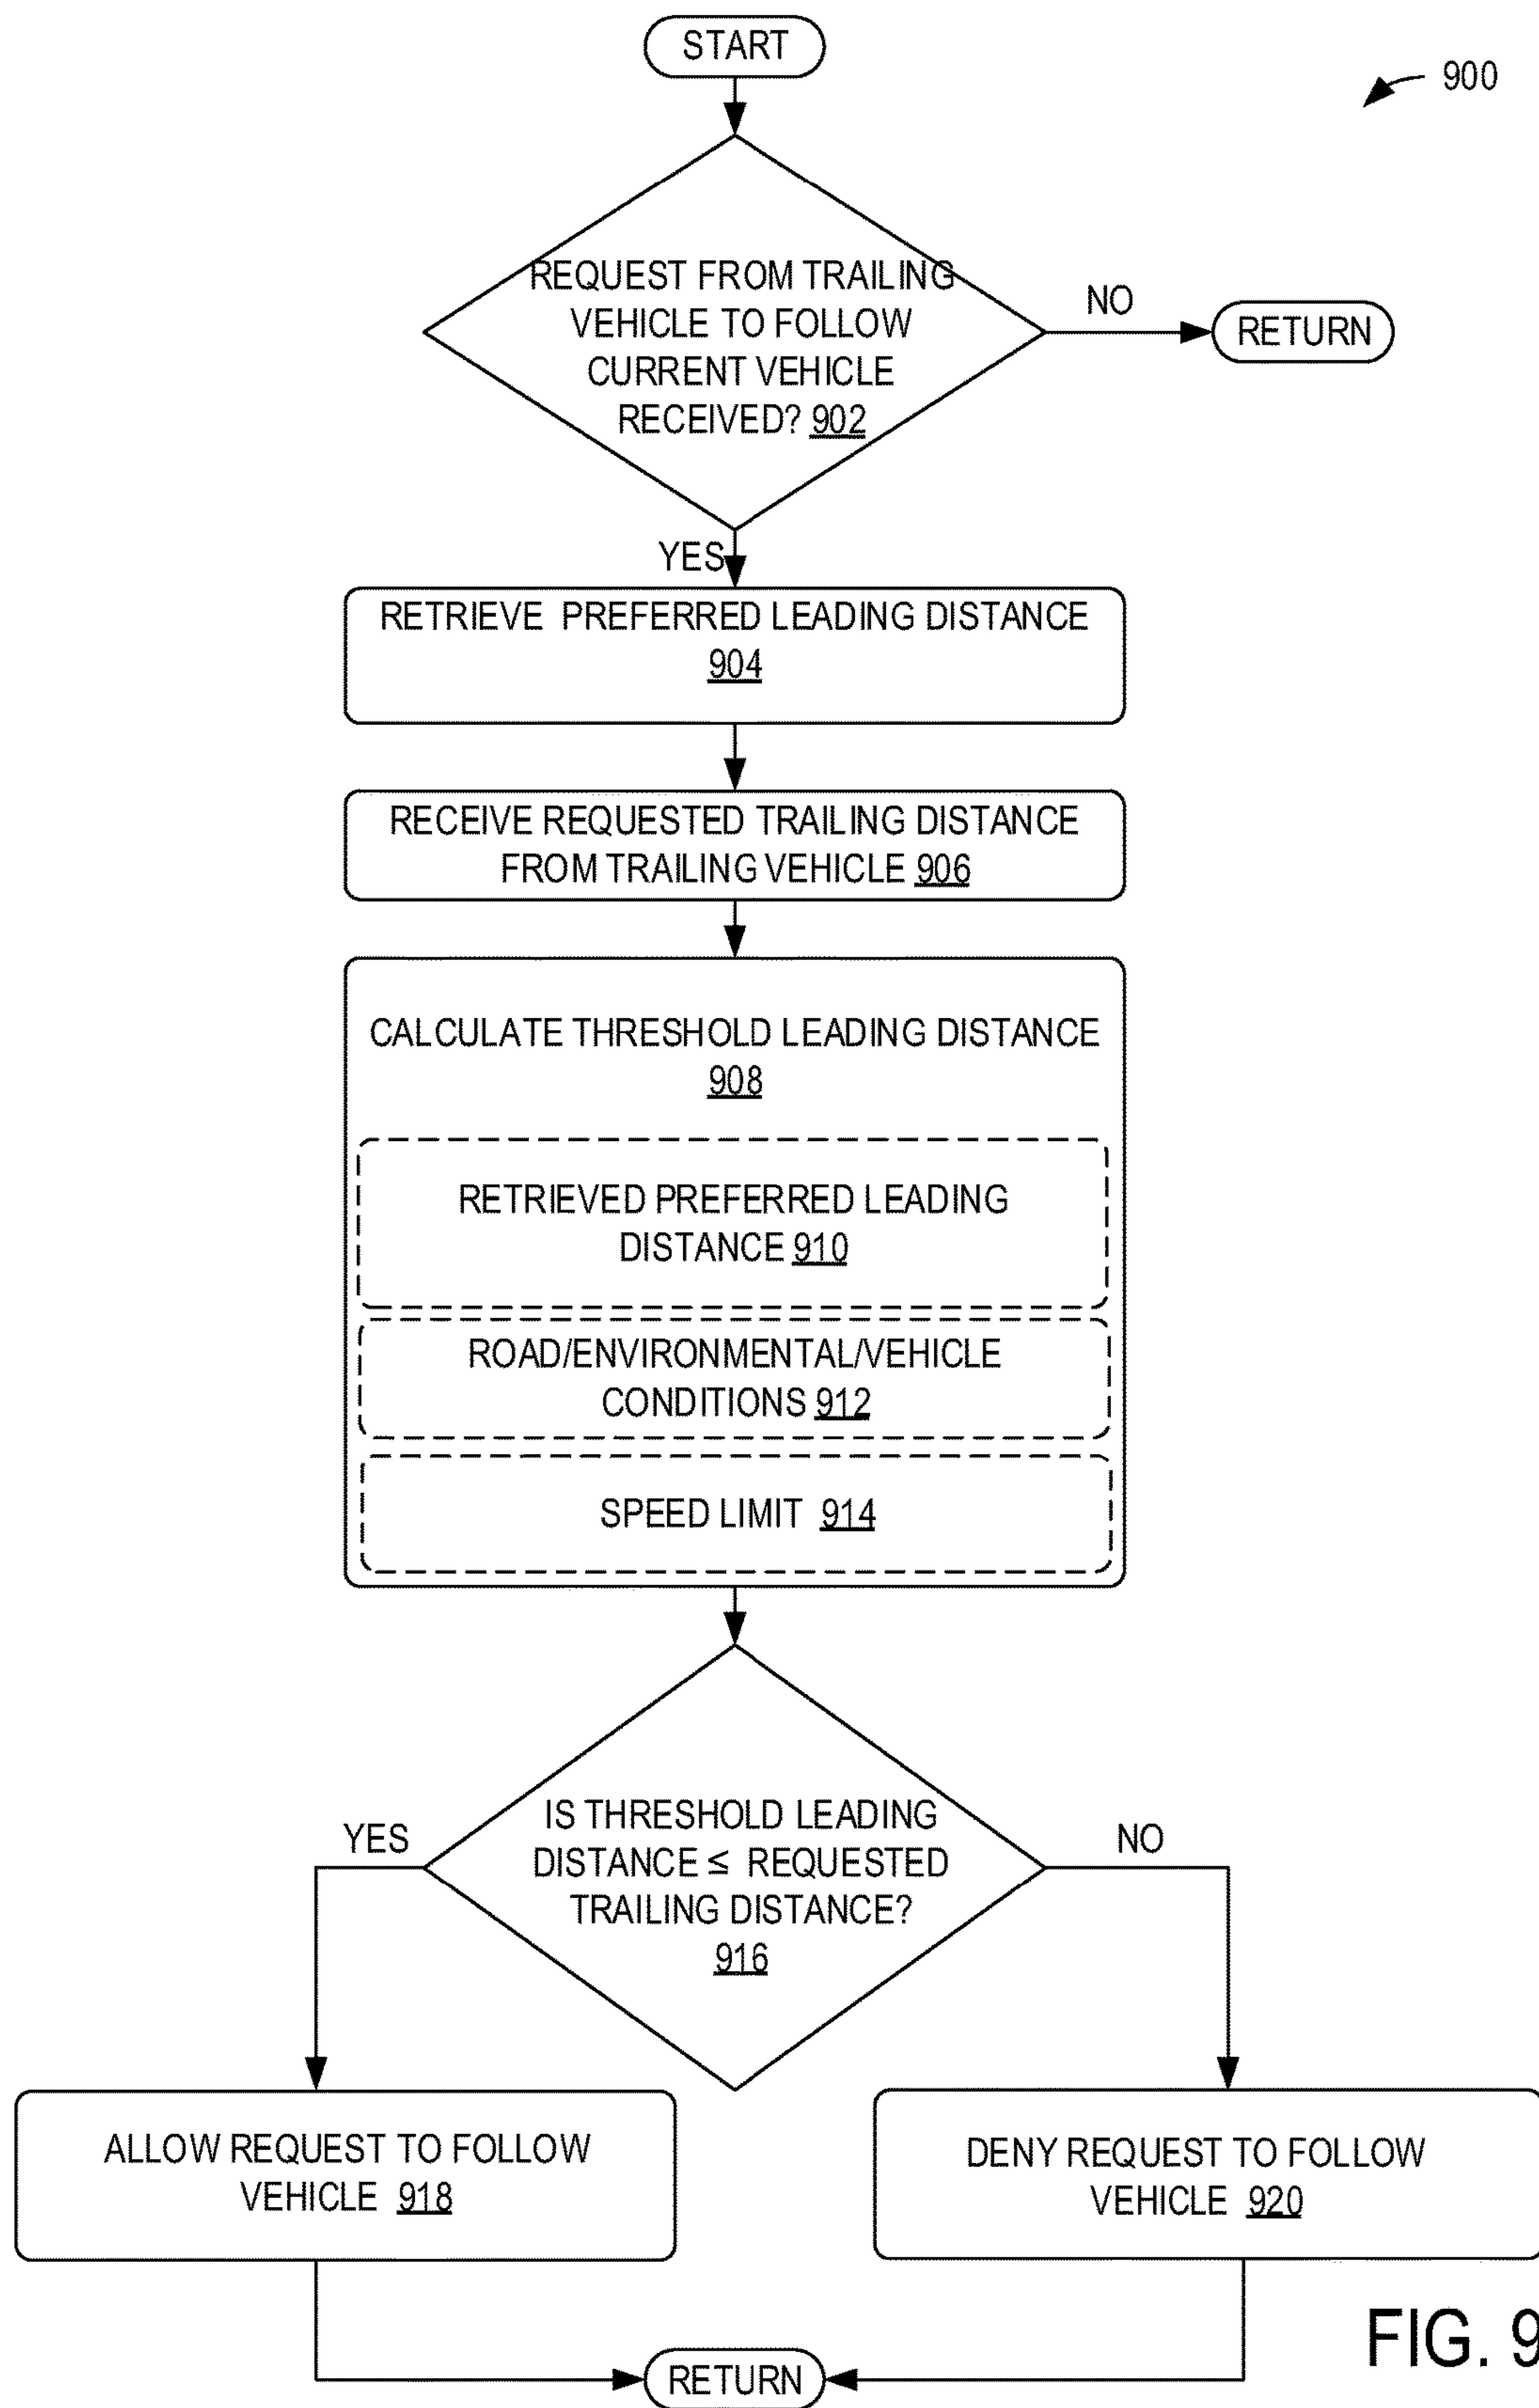 START
900
REQUEST FROM TRAILING
VEHICLE TO FOLLOW
CURRENT VEHICLE
RECEIVED? 902
NO
RETURN
YES
RETRIEVE PREFERRED LEADING DISTANCE
904
RECEIVE REQUESTED TRAILING DISTANCE
FROM TRAILING VEHICLE 906
CALCULATE THRESHOLD LEADING DISTANCE
908
RETRIEVED PREFERRED LEADING
DISTANCE 910
ROAD/ENVIRONMENTAL/VEHICLE
CONDITIONS 912
SPEED LIMIT 914
IS THRESHOLD LEADING
DISTANCE ≤ REQUESTED
TRAILING DISTANCE?
916
YES
NO
ALLOW REQUEST TO FOLLOW
VEHICLE 918
DENY REQUEST TO FOLLOW
VEHICLE 920
RETURN
FIG. 9